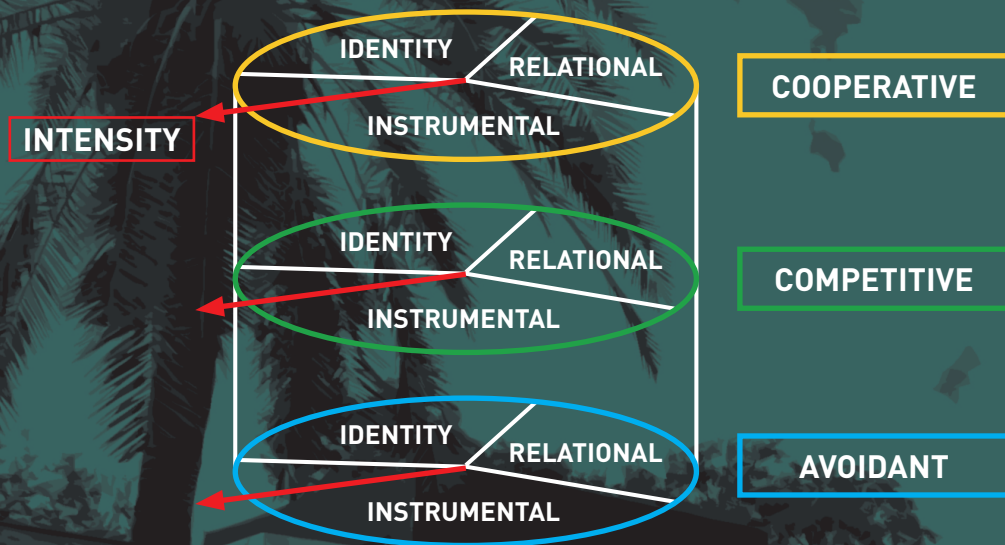 IDENTITY
RELATIONAL
INSTRUMENTAL
INTENSITY
COOPERATIVE
IDENTITY
RELATIONAL
INSTRUMENTAL
COMPETITIVE
IDENTITY
RELATIONAL
INSTRUMENTAL
AVOIDANT